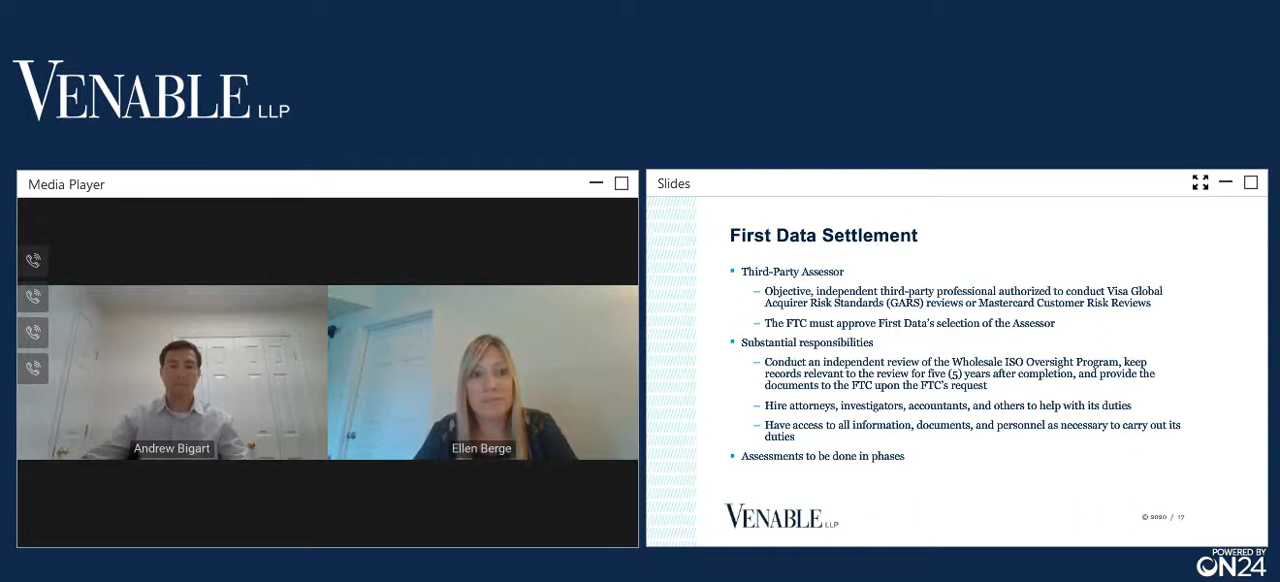 VENABLE LLP
Media Player
Slides
Andrew Bigart
Ellen Berge
First Data Settlement
▪ Third-Party Assessor
– Objective, independent third-party professional authorized to conduct Visa Global
Acquirer Risk Standards (GARS) reviews or Mastercard Customer Risk Reviews
– The FTC must approve First Data's selection of the Assessor
▪ Substantial responsibilities
– Conduct an independent review of the Wholesale ISO Oversight Program, keep
records relevant to the review for five (5) years after completion, and provide the
documents to the FTC upon the FTC's request
– Hire attorneys, investigators, accountants, and others to help with its duties
– Have access to all information, documents, and personnel as necessary to carry out its
duties
▪ Assessments to be done in phases
VENABLE LLP
© 2020 / 17
POWERED BY
ON24